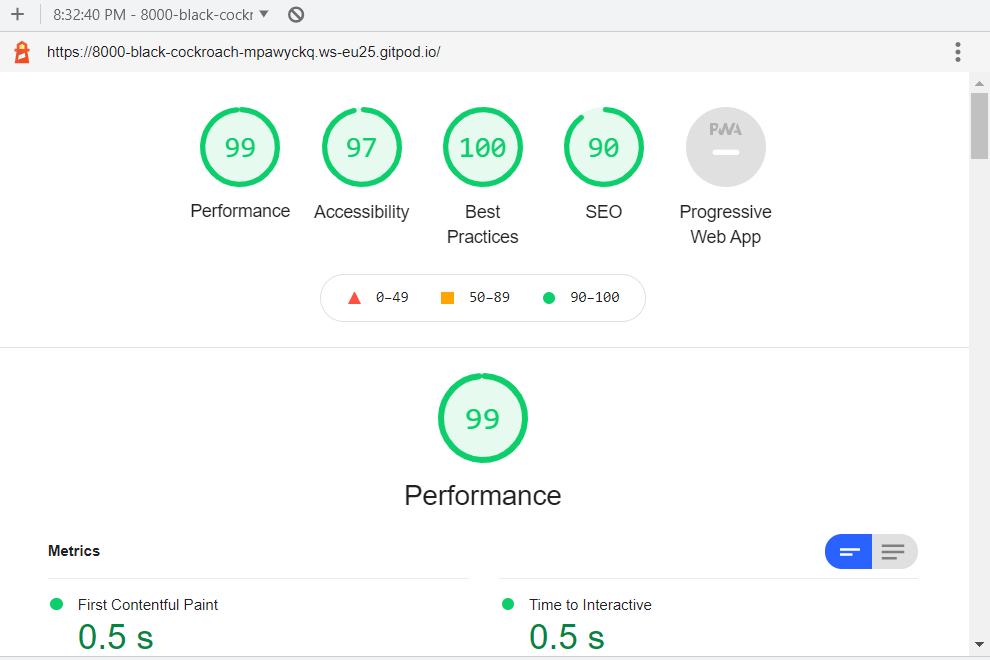 8:32:40 PM - 8000-black-cockr
https://8000-black-cockroach-mpawyckq.ws-eu25.gitpod.io/
99 97 100 90 PWA
Performance Accessibility Best Practices SEO Progressive Web App
0–49 50–89 90–100
99
Performance
Metrics
First Contentful Paint
0.5 s
Time to Interactive
0.5 s